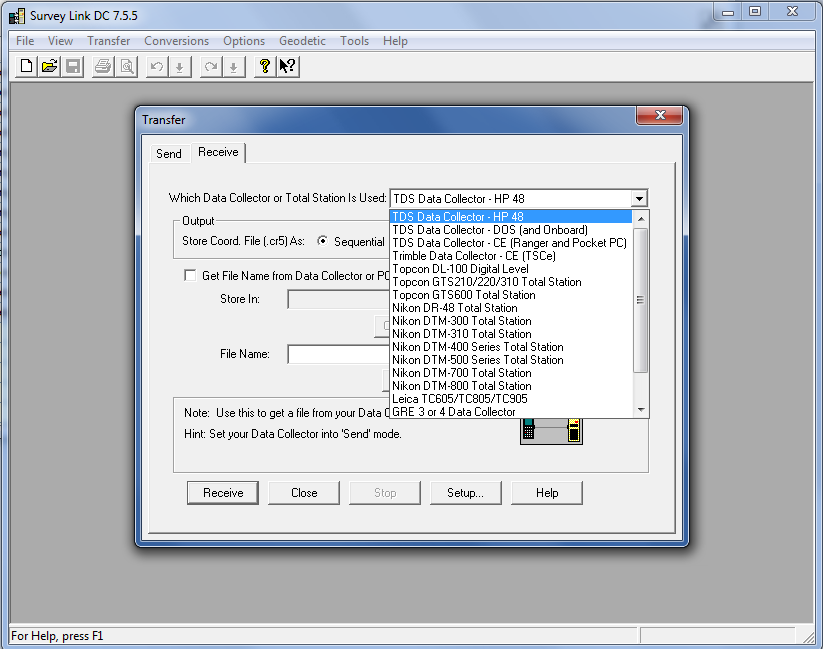 Survey Link DC 7.5.5
File View Transfer Conversions Options Geodetic Tools Help
Transfer
Send Receive
Which Data Collector or Total Station Is Used: TDS Data Collector - HP 48
TDS Data Collector - HP 48
TDS Data Collector - DOS (and Onboard)
TDS Data Collector - CE (Ranger and Pocket PC)
Trimble Data Collector - CE (TSCe)
Topcon DL-100 Digital Level
Topcon GTS210/220/310 Total Station
Topcon GTS600 Total Station
Nikon DR-48 Total Station
Nikon DTM-300 Total Station
Nikon DTM-310 Total Station
Nikon DTM-400 Series Total Station
Nikon DTM-500 Series Total Station
Nikon DTM-700 Total Station
Nikon DTM-800 Total Station
Leica TC605/TC805/TC905
GRE 3 or 4 Data Collector
Output
Store Coord. File (.cr5) As: Sequential
Get File Name from Data Collector or PC
Store In:
File Name:
Note: Use this to get a file from your Data
Hint: Set your Data Collector into 'Send' mode.
Receive Close Stop Setup... Help
For Help, press F1